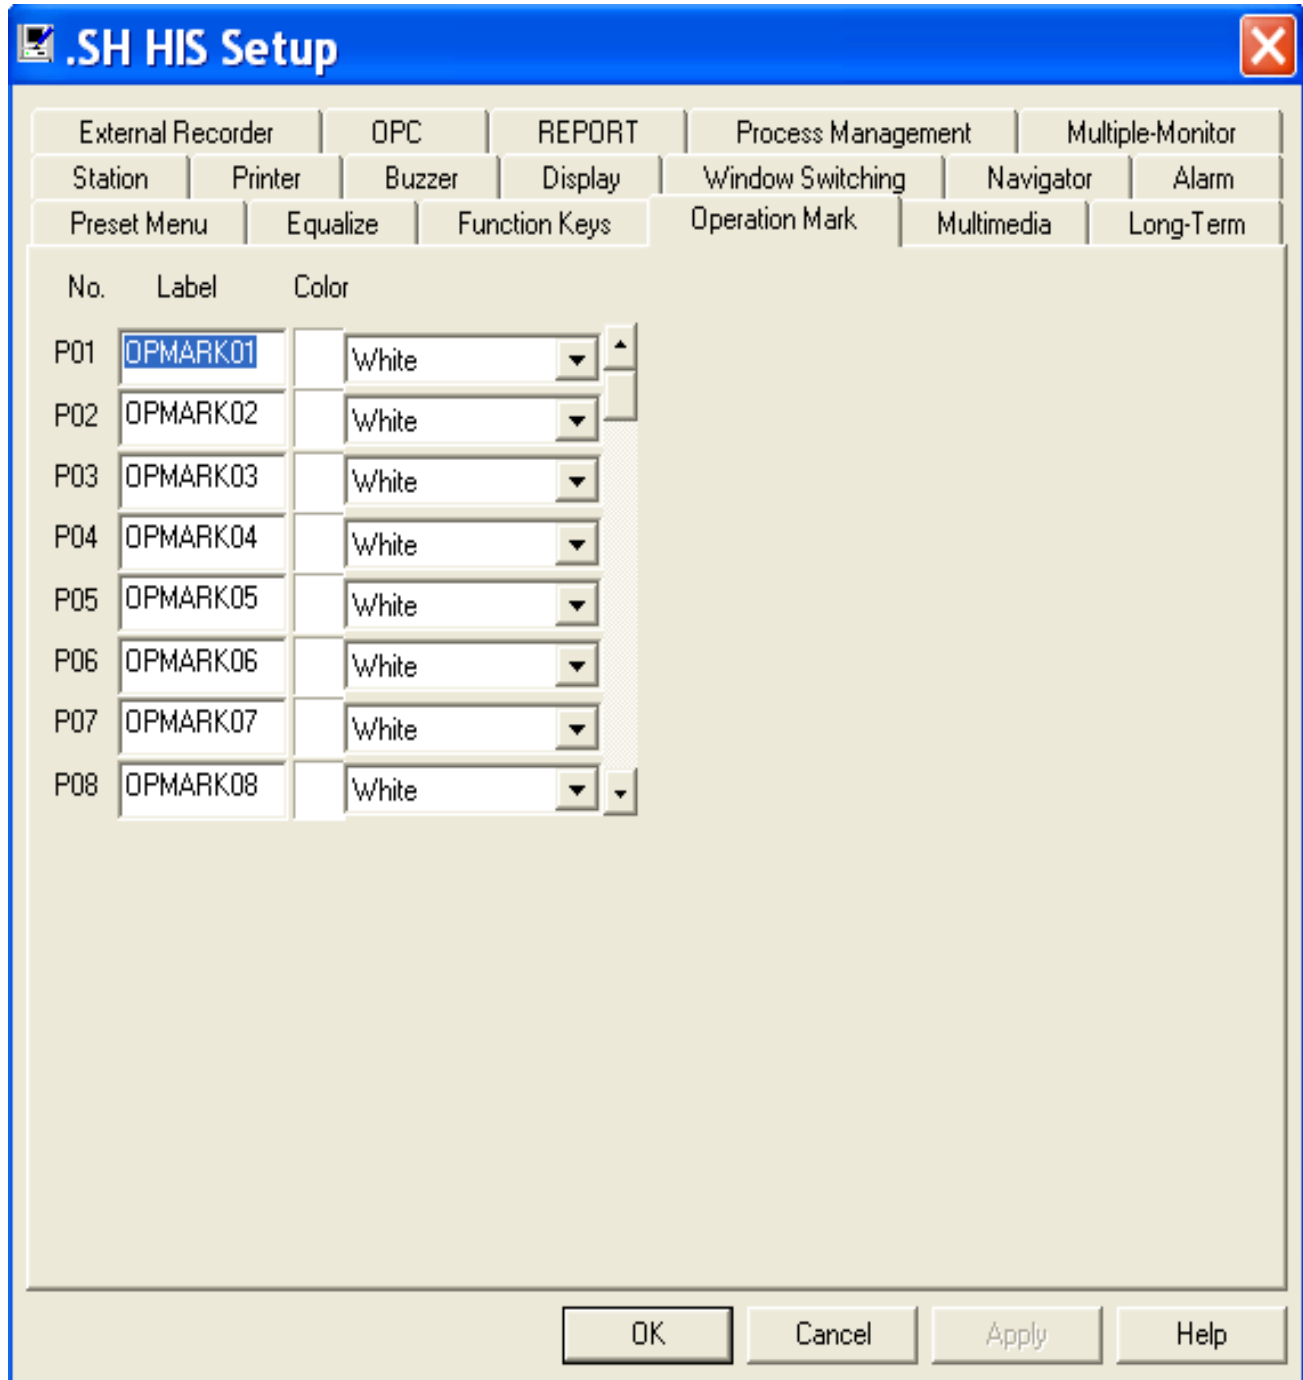 .SH HIS Setup
External Recorder OPC REPORT Process Management Multiple-Monitor
Station Printer Buzzer Display Window Switching Navigator Alarm
Preset Menu Equalize Function Keys Operation Mark Multimedia Long-Term
No. Label Color
P01 OPMARK01 White
P02 OPMARK02 White
P03 OPMARK03 White
P04 OPMARK04 White
P05 OPMARK05 White
P06 OPMARK06 White
P07 OPMARK07 White
P08 OPMARK08 White
OK Cancel Apply Help